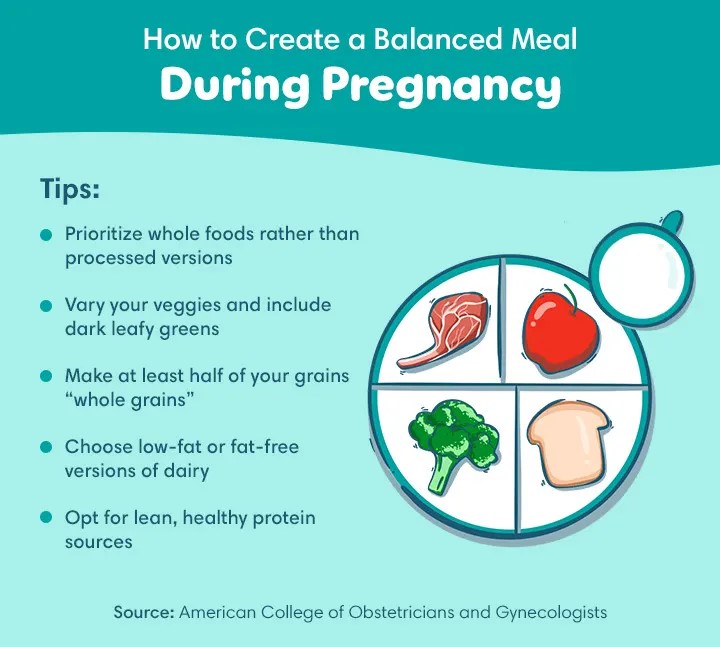 How to Create a Balanced Meal
During Pregnancy
Tips:
Prioritize whole foods rather than
processed versions
Vary your veggies and include
dark leafy greens
Make at least half of your grains
“whole grains”
Choose low-fat or fat-free
versions of dairy
Opt for lean, healthy protein
sources
Source: American College of Obstetricians and Gynecologists